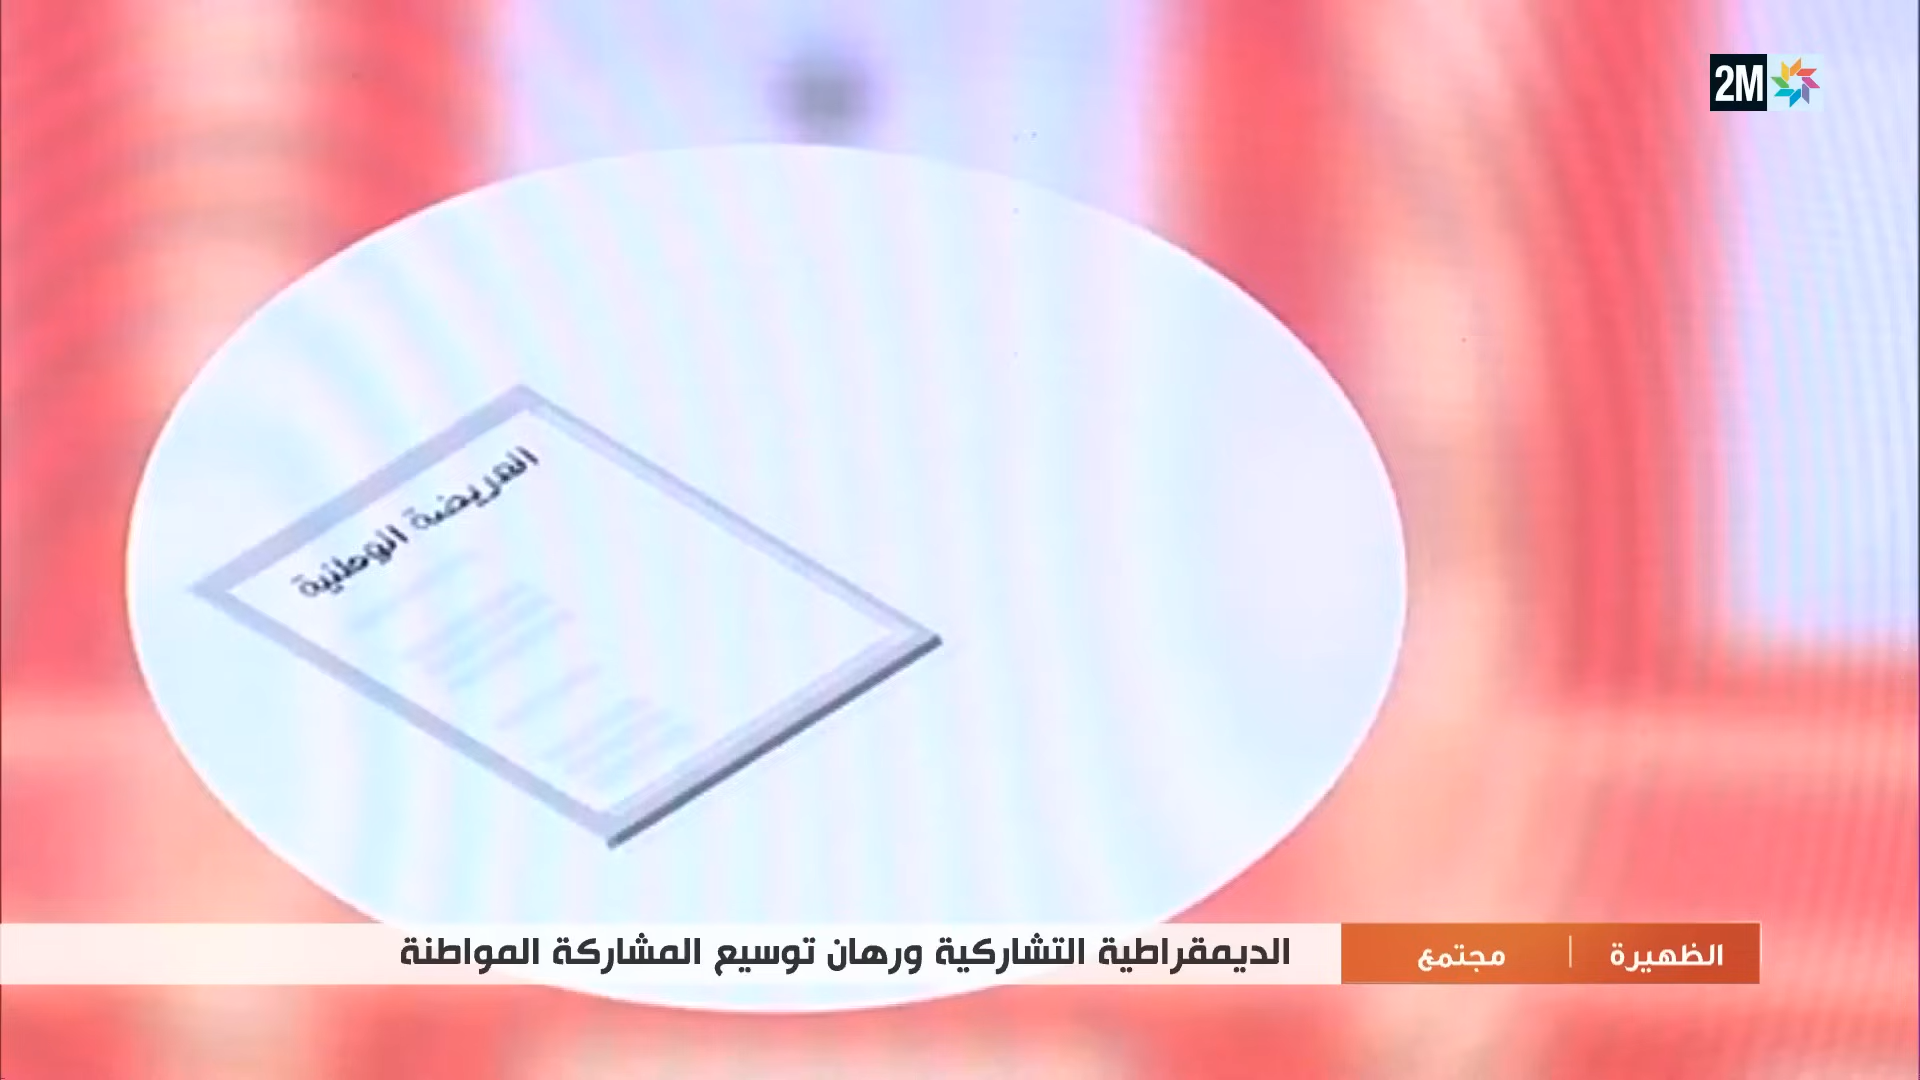 2M
العريضة الوطنية
الظهيرة | مجتمع
الديمقراطية التشاركية ورهان توسيع المشاركة المواطنة